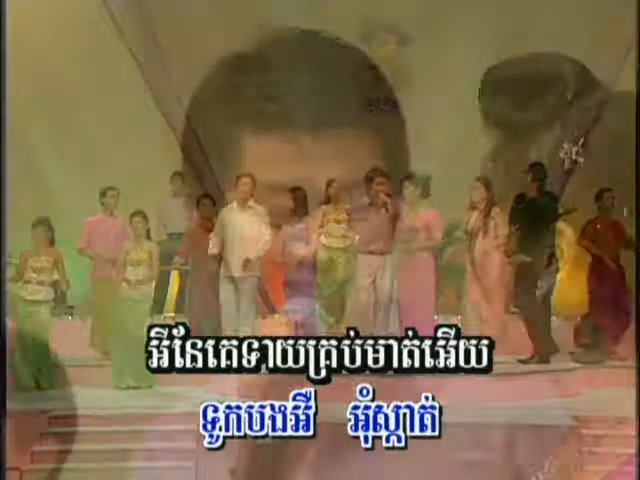 អីនែគេទាយគ្រប់មាត់អើយ
ទូកបងអឺ អុំស្កាត់